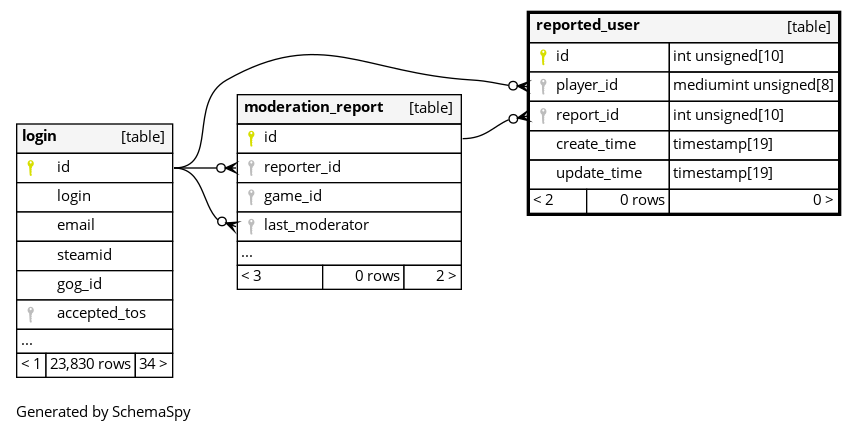 reported_user [table]
id int unsigned[10]
player_id mediumint unsigned[8]
report_id int unsigned[10]
create_time timestamp[19]
update_time timestamp[19]
< 2 0 rows 0 >
moderation_report [table]
id
reporter_id
game_id
last_moderator
...
< 3 0 rows 2 >
login [table]
id
login
email
steamid
gog_id
accepted_tos
...
< 1 23,830 rows 34 >
Generated by SchemaSpy